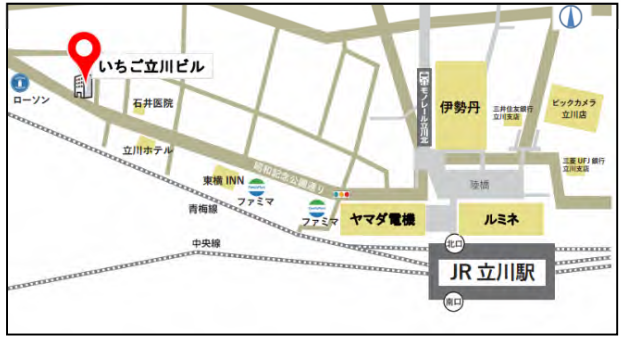 いちご立川ビル
ローソン
石井医院
立川ホテル
東横INN
ファミマ
昭和記念公園通り
青梅線
ファミマ
中央線
モノレール立川北
伊勢丹
三井住友銀行
立川支店
ビックカメラ
立川店
三菱UFJ銀行
立川支店
陸橋
ヤマダ電機
ルミネ
北口
JR立川駅
南口